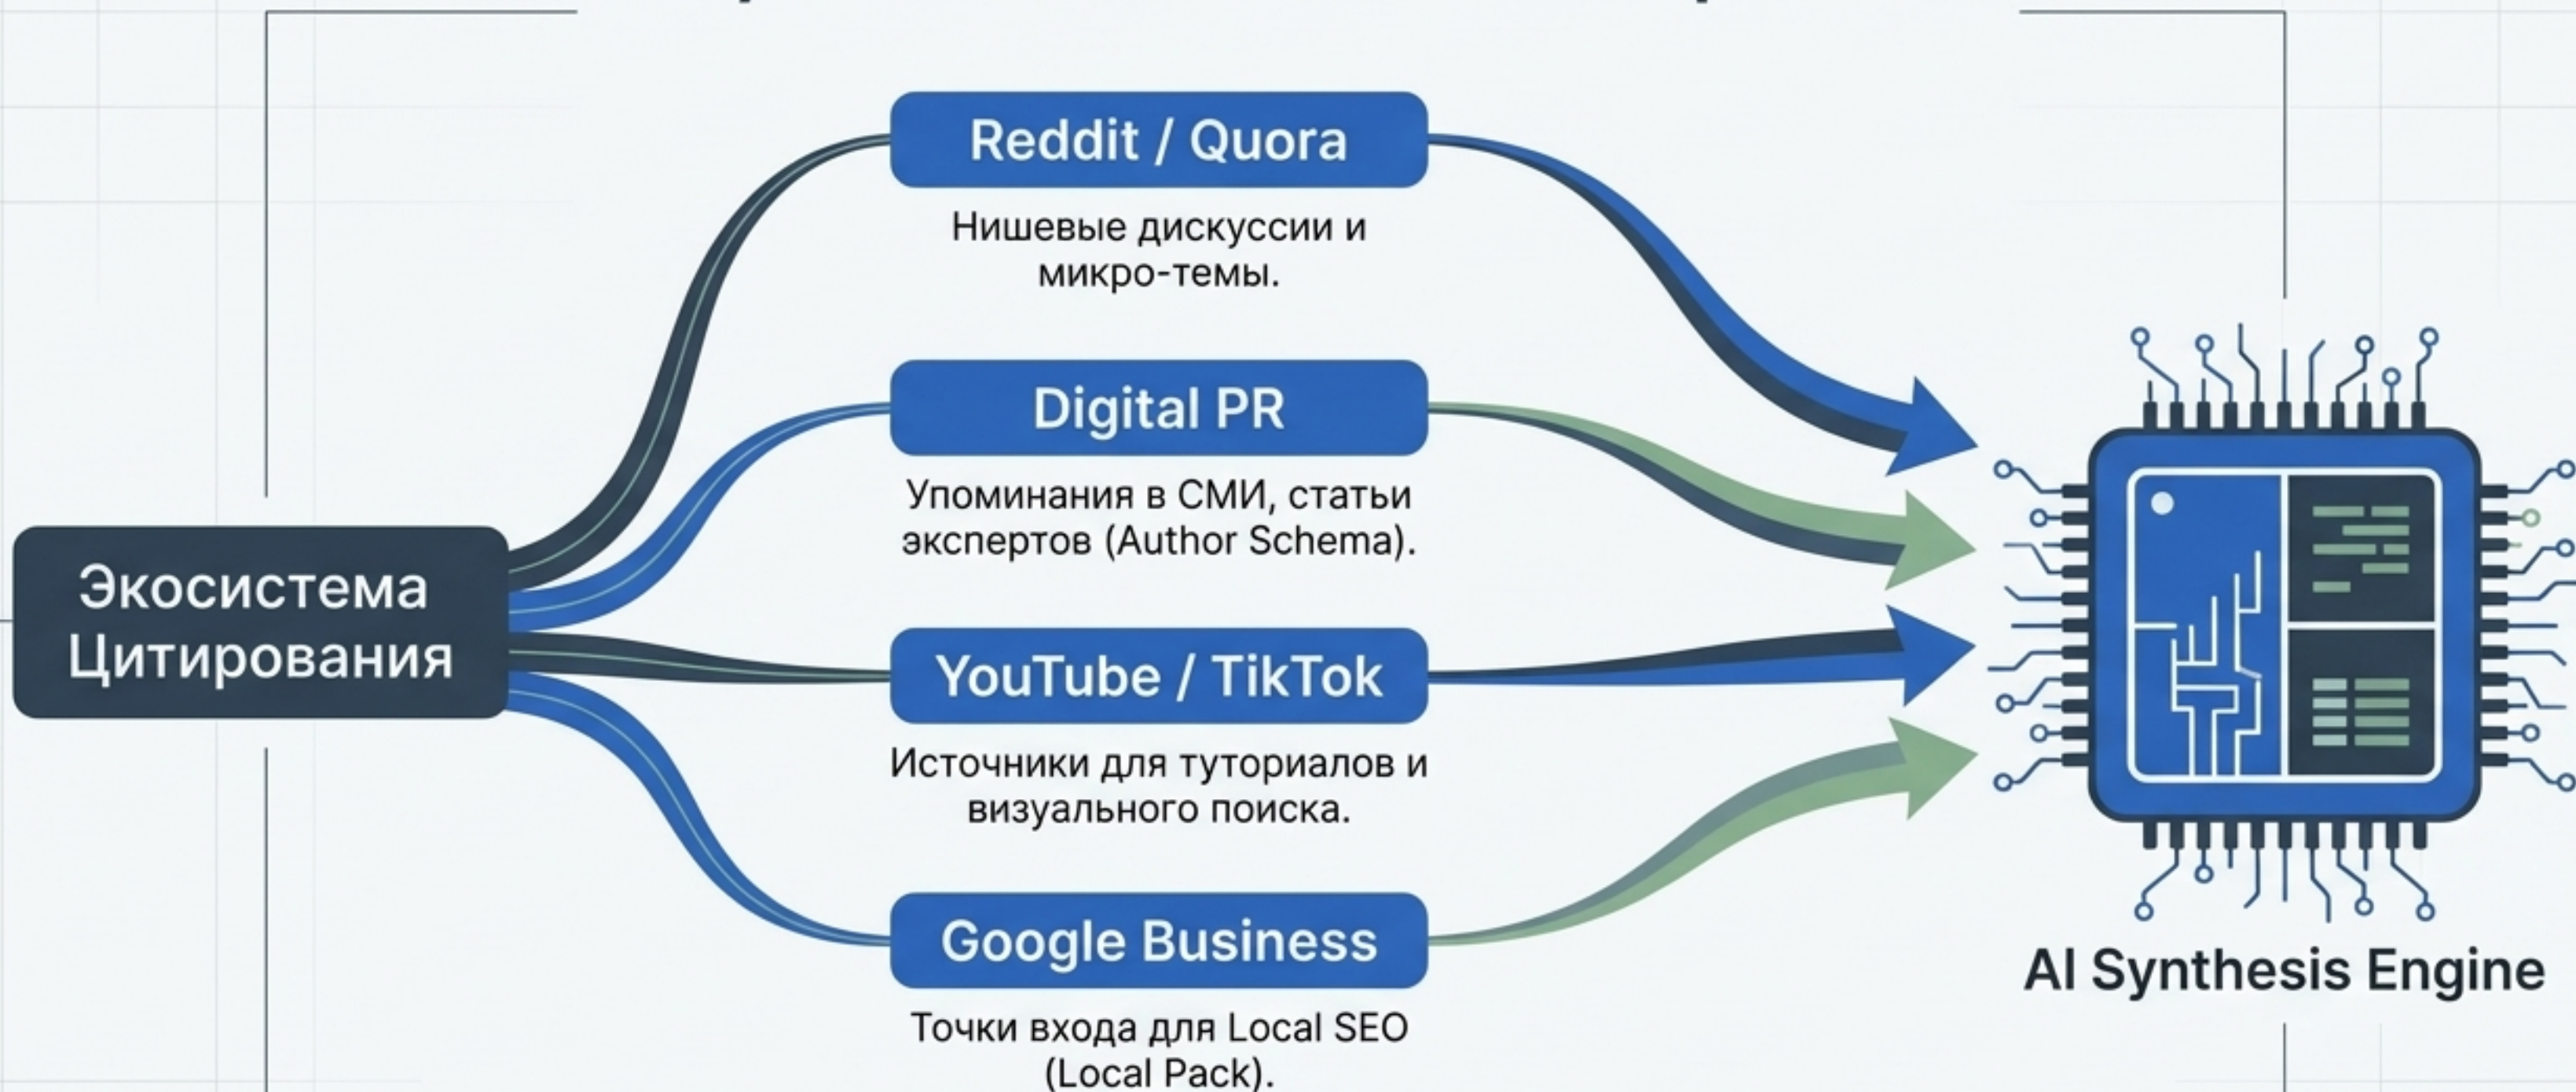 Reddit / Quora
Нишевые дискуссии и
микро-темы.
Digital PR
Упоминания в СМИ, статьи
экспертов (Author Schema).
Экосистема
Цитирования
YouTube / TikTok
Источники для туториалов и
визуального поиска.
Google Business
Точки входа для Local SEO
(Local Pack).
AI Synthesis Engine